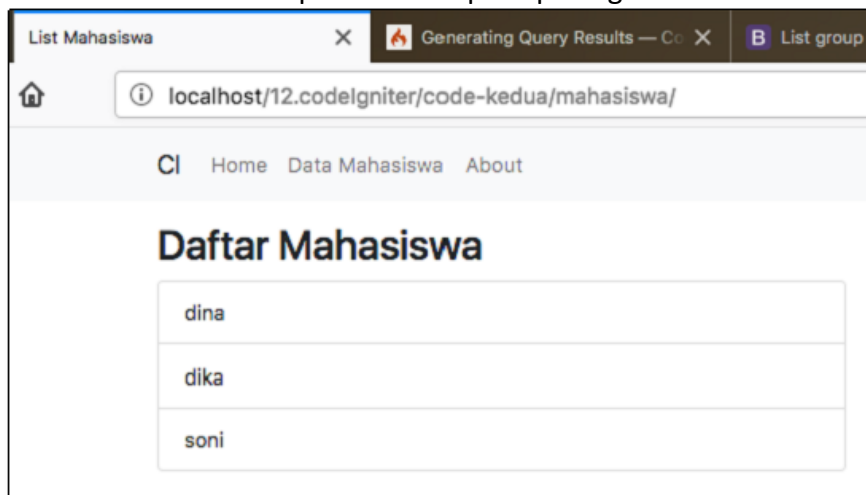 List Mahasiswa
Generating Query Results — Co
B List group
localhost/12.codeIgniter/code-kedua/mahasiswa/
CI Home Data Mahasiswa About
Daftar Mahasiswa
dina
dika
soni